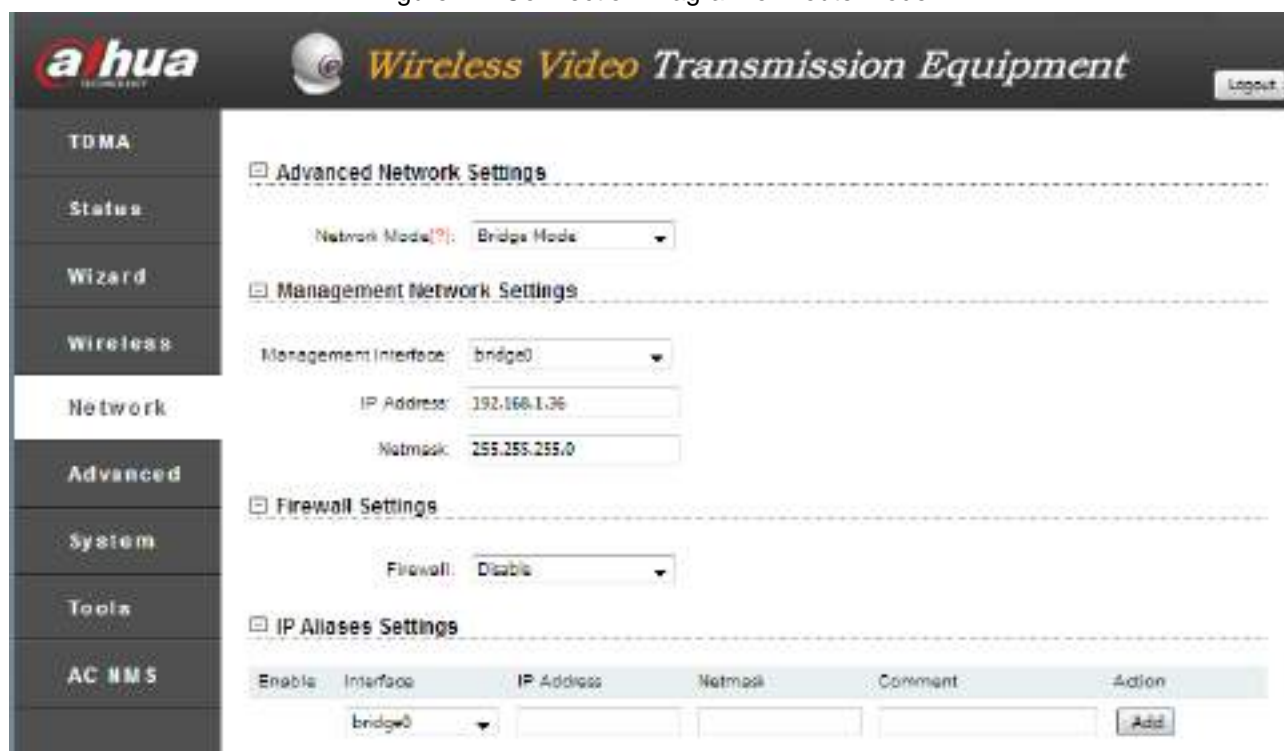 alhua
TECHNOLOGY
Wireless Video Transmission Equipment
Logout
TDMA
Status
Wizard
Wireless
Network
Advanced
System
Tools
AC NMS
Advanced Network Settings
Network Mode[?]: Bridge Mode
Management Network Settings
Management Interface: bridge0
IP Address: 192.168.1.36
Netmask: 255.255.255.0
Firewall Settings
Firewall: Disable
IP Aliases Settings
Enable Interface IP Address Netmask Comment Action
bridge0 Add